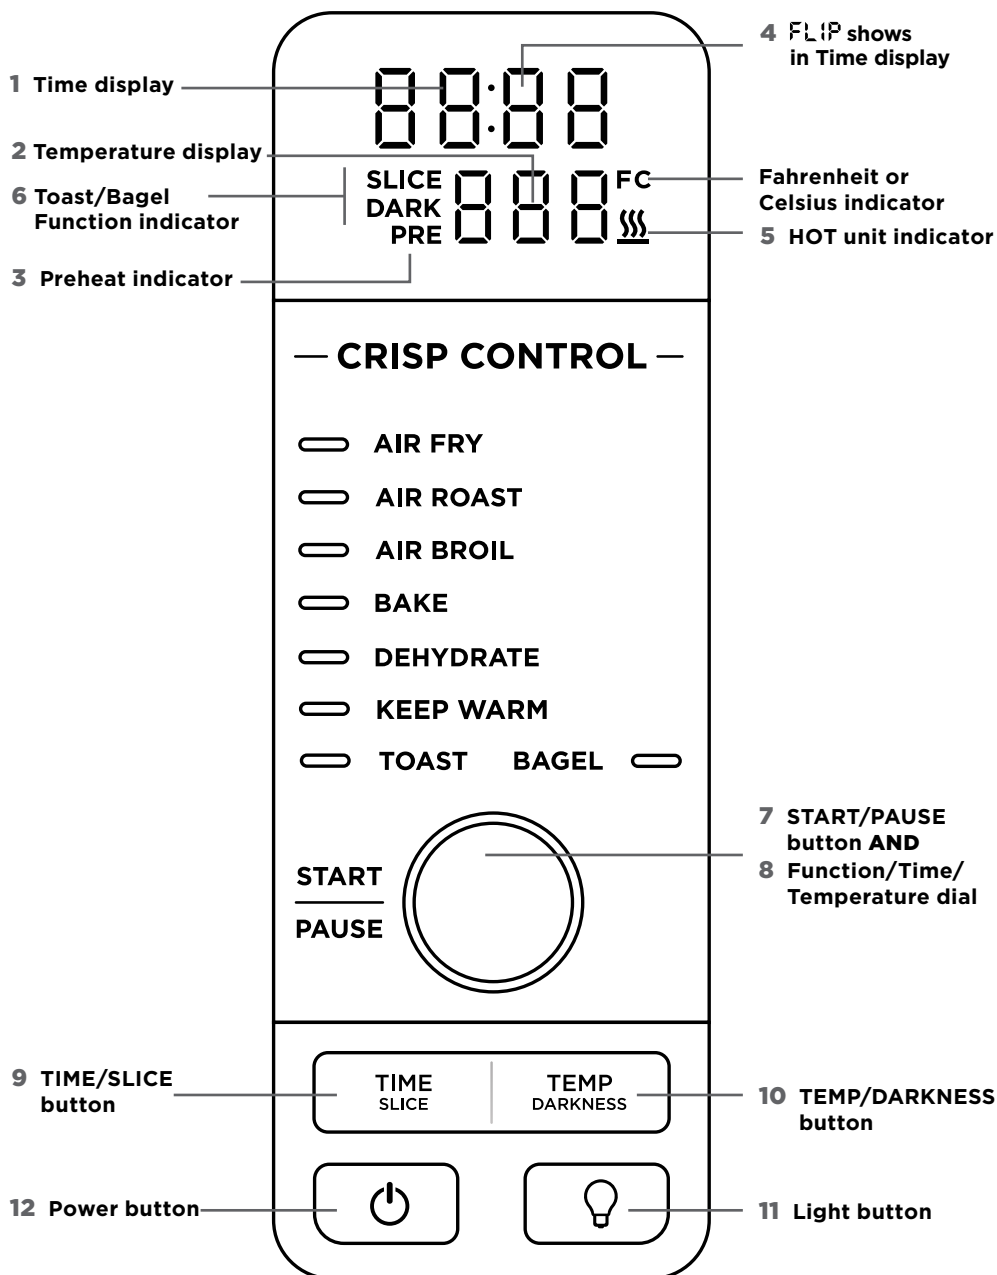 4 FLIP shows
in Time display
88:88
1 Time display
2 Temperature display
SLICE
DARK
PRE
888
F C
6 Toast/Bagel
Function indicator
Fahrenheit or
Celsius indicator
5 HOT unit indicator
3 Preheat indicator
CRISP CONTROL
AIR FRY
AIR ROAST
AIR BROIL
BAKE
DEHYDRATE
KEEP WARM
TOAST BAGEL
START
PAUSE
7 START/PAUSE
button AND
8 Function/Time/
Temperature dial
9 TIME/SLICE
button
TIME
SLICE
TEMP
DARKNESS
10 TEMP/DARKNESS
button
12 Power button
11 Light button